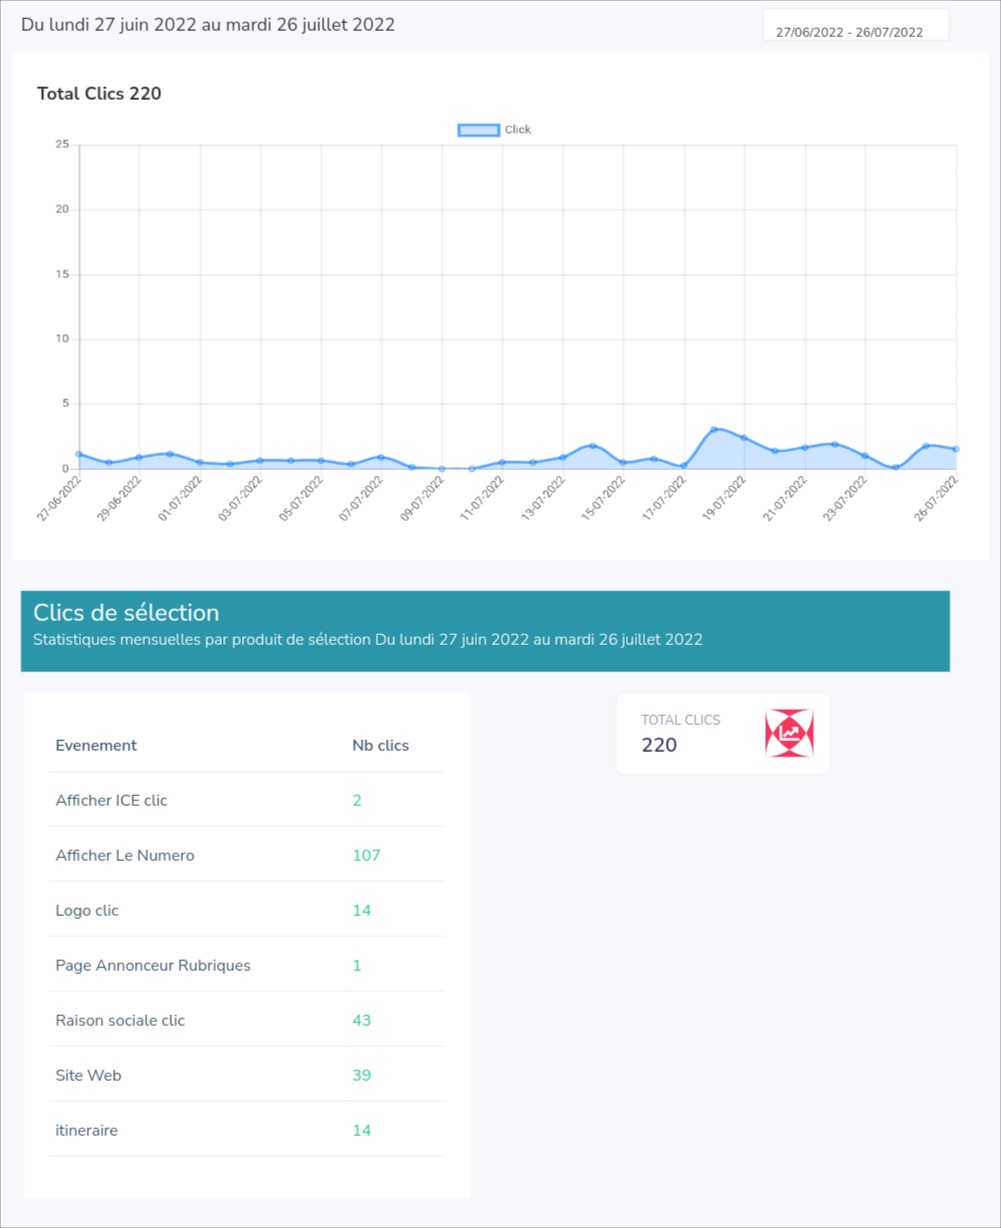 Du lundi 27 juin 2022 au mardi 26 juillet 2022
27/06/2022 - 26/07/2022
Total Clics 220
Click
25
20
15
10
5
0
27-06-2022
29-06-2022
01-07-2022
03-07-2022
05-07-2022
07-07-2022
09-07-2022
11-07-2022
13-07-2022
15-07-2022
17-07-2022
19-07-2022
21-07-2022
23-07-2022
26-07-2022
Clics de sélection
Statistiques mensuelles par produit de sélection Du lundi 27 juin 2022 au mardi 26 juillet 2022
TOTAL CLICS
220
Evenement Nb clics
Afficher ICE clic 2
Afficher Le Numero 107
Logo clic 14
Page Annonceur Rubriques 1
Raison sociale clic 43
Site Web 39
itineraire 14